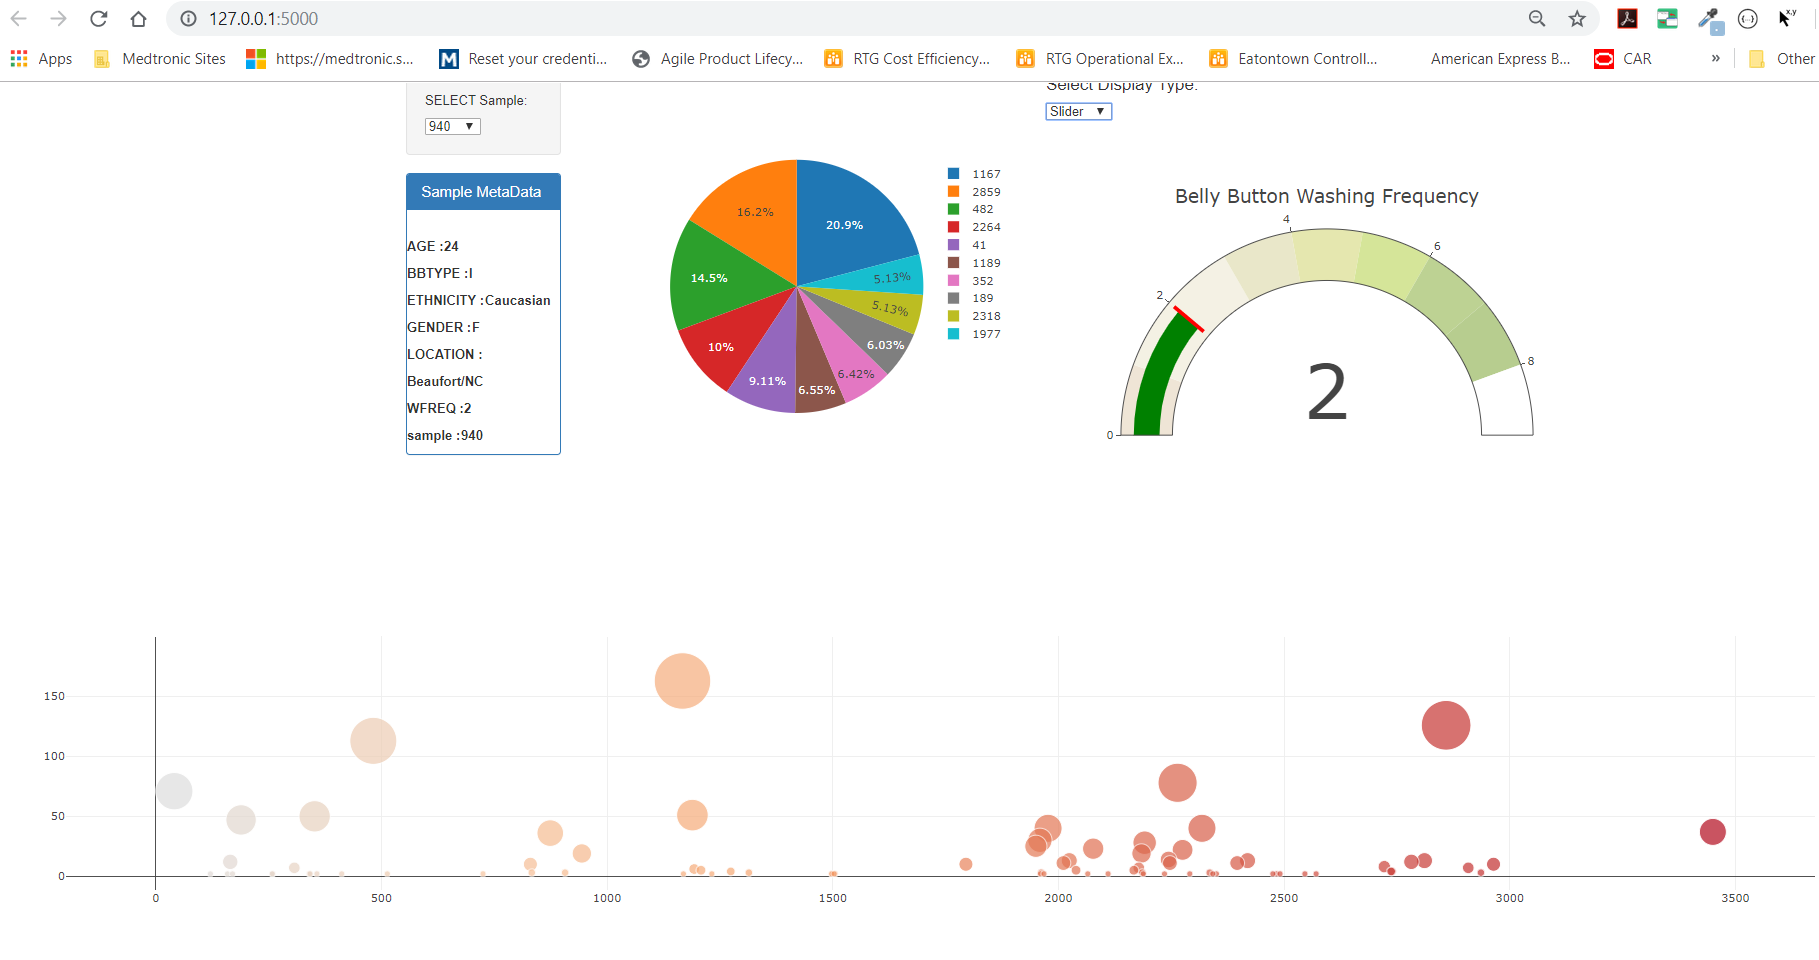 127.0.0.1:5000
Apps Medtronic Sites https://medtronic.s... Reset your credenti... Agile Product Lifecy... RTG Cost Efficiency... RTG Operational Ex... Eatontown Controll... American Express B... CAR » Other
SELECT Sample:
940
Select Display Type:
Slider
Sample MetaData
AGE :24
BBTYPE :I
ETHNICITY :Caucasian
GENDER :F
LOCATION :
Beaufort/NC
WFREQ :2
sample :940
20.9%
16.2%
14.5%
10%
9.11%
6.55%
6.42%
6.03%
5.13%
5.13%
1167
2859
482
2264
41
1189
352
189
2318
1977
Belly Button Washing Frequency
0
2
4
6
8
2
150
100
50
0
0 500 1000 1500 2000 2500 3000 3500